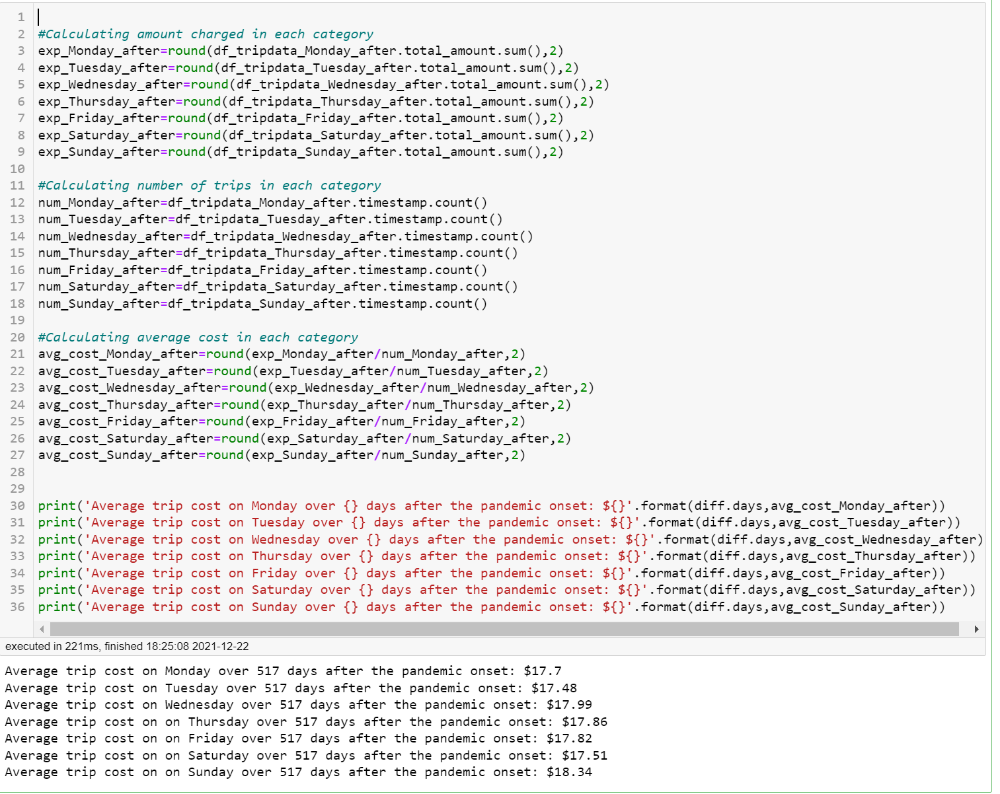 1
2 #Calculating amount charged in each category
3 exp_Monday_after=round(df_tripdata_Monday_after.total_amount.sum(),2)
4 exp_Tuesday_after=round(df_tripdata_Tuesday_after.total_amount.sum(),2)
5 exp_Wednesday_after=round(df_tripdata_Wednesday_after.total_amount.sum(),2)
6 exp_Thursday_after=round(df_tripdata_Thursday_after.total_amount.sum(),2)
7 exp_Friday_after=round(df_tripdata_Friday_after.total_amount.sum(),2)
8 exp_Saturday_after=round(df_tripdata_Saturday_after.total_amount.sum(),2)
9 exp_Sunday_after=round(df_tripdata_Sunday_after.total_amount.sum(),2)
10
11 #Calculating number of trips in each category
12 num_Monday_after=df_tripdata_Monday_after.timestamp.count()
13 num_Tuesday_after=df_tripdata_Tuesday_after.timestamp.count()
14 num_Wednesday_after=df_tripdata_Wednesday_after.timestamp.count()
15 num_Thursday_after=df_tripdata_Thursday_after.timestamp.count()
16 num_Friday_after=df_tripdata_Friday_after.timestamp.count()
17 num_Saturday_after=df_tripdata_Saturday_after.timestamp.count()
18 num_Sunday_after=df_tripdata_Sunday_after.timestamp.count()
19
20 #Calculating average cost in each category
21 avg_cost_Monday_after=round(exp_Monday_after/num_Monday_after,2)
22 avg_cost_Tuesday_after=round(exp_Tuesday_after/num_Tuesday_after,2)
23 avg_cost_Wednesday_after=round(exp_Wednesday_after/num_Wednesday_after,2)
24 avg_cost_Thursday_after=round(exp_Thursday_after/num_Thursday_after,2)
25 avg_cost_Friday_after=round(exp_Friday_after/num_Friday_after,2)
26 avg_cost_Saturday_after=round(exp_Saturday_after/num_Saturday_after,2)
27 avg_cost_Sunday_after=round(exp_Sunday_after/num_Sunday_after,2)
28
29
30 print('Average trip cost on Monday over {} days after the pandemic onset: ${}'.format(diff.days,avg_cost_Monday_after))
31 print('Average trip cost on Tuesday over {} days after the pandemic onset: ${}'.format(diff.days,avg_cost_Tuesday_after))
32 print('Average trip cost on Wednesday over {} days after the pandemic onset: ${}'.format(diff.days,avg_cost_Wednesday_after)
33 print('Average trip cost on Thursday over {} days after the pandemic onset: ${}'.format(diff.days,avg_cost_Thursday_after))
34 print('Average trip cost on Friday over {} days after the pandemic onset: ${}'.format(diff.days,avg_cost_Friday_after))
35 print('Average trip cost on Saturday over {} days after the pandemic onset: ${}'.format(diff.days,avg_cost_Saturday_after))
36 print('Average trip cost on Sunday over {} days after the pandemic onset: ${}'.format(diff.days,avg_cost_Sunday_after))
executed in 221ms, finished 18:25:08 2021-12-22
Average trip cost on Monday over 517 days after the pandemic onset: $17.7
Average trip cost on Tuesday over 517 days after the pandemic onset: $17.48
Average trip cost on Wednesday over 517 days after the pandemic onset: $17.99
Average trip cost on on Thursday over 517 days after the pandemic onset: $17.86
Average trip cost on on Friday over 517 days after the pandemic onset: $17.82
Average trip cost on on Saturday over 517 days after the pandemic onset: $17.51
Average trip cost on on Sunday over 517 days after the pandemic onset: $18.34